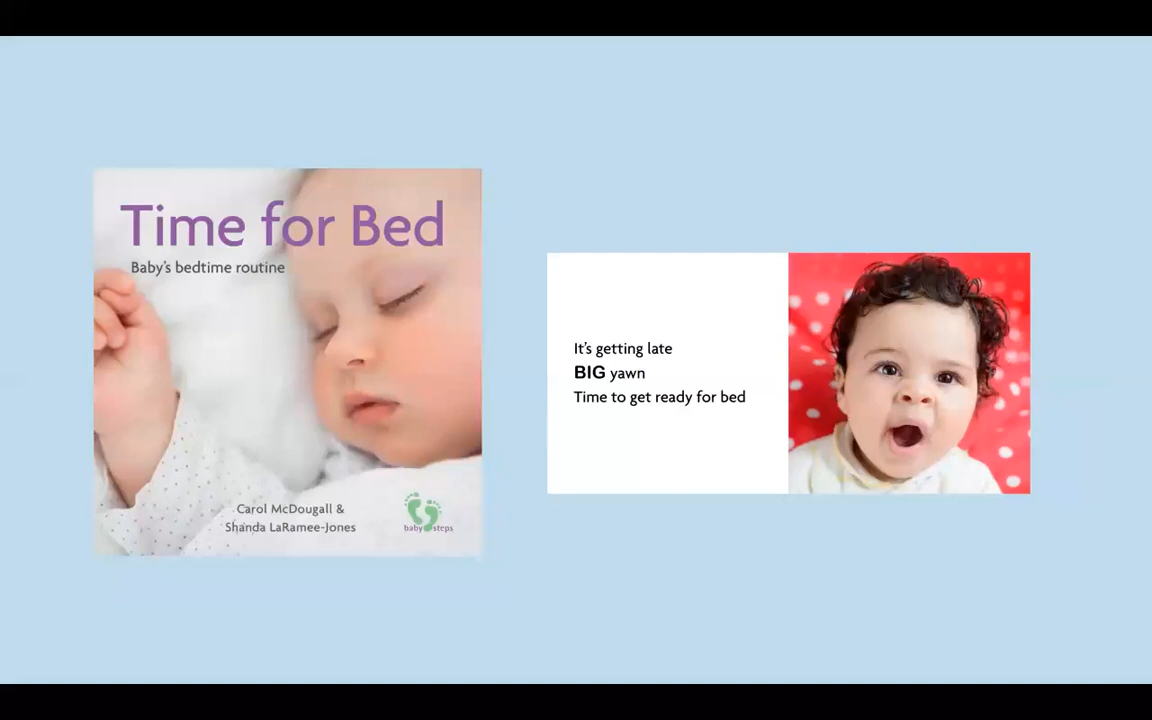 Time for Bed
Baby's bedtime routine
Carol McDougall &
Shanda LaRamee-Jones
baby steps
It's getting late
BIG yawn
Time to get ready for bed